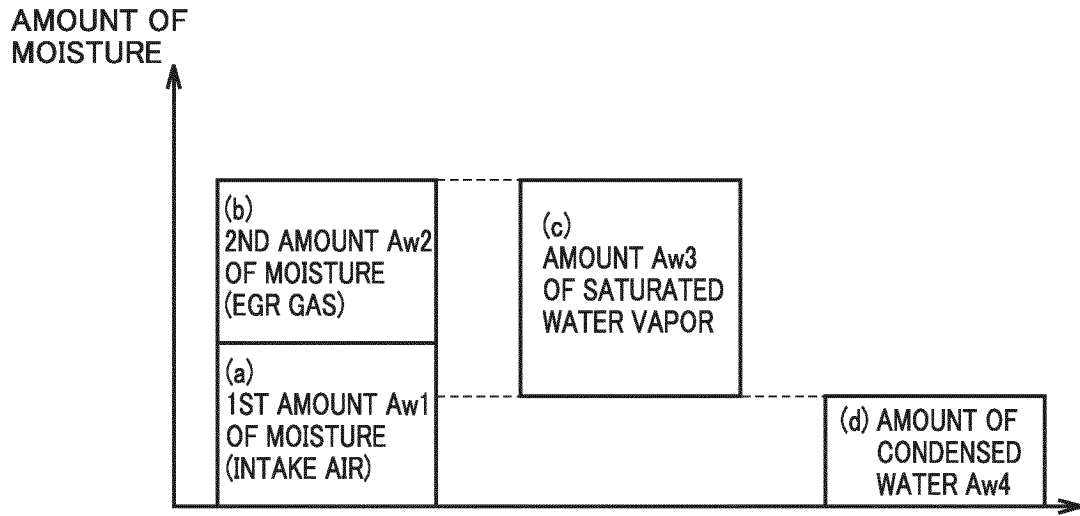 AMOUNT OF
MOISTURE
(b)
2ND AMOUNT Aw2
OF MOISTURE
(EGR GAS)
(a)
1ST AMOUNT Aw1
OF MOISTURE
(INTAKE AIR)
(c)
AMOUNT Aw3
OF SATURATED
WATER VAPOR
(d) AMOUNT OF
CONDENSED
WATER Aw4